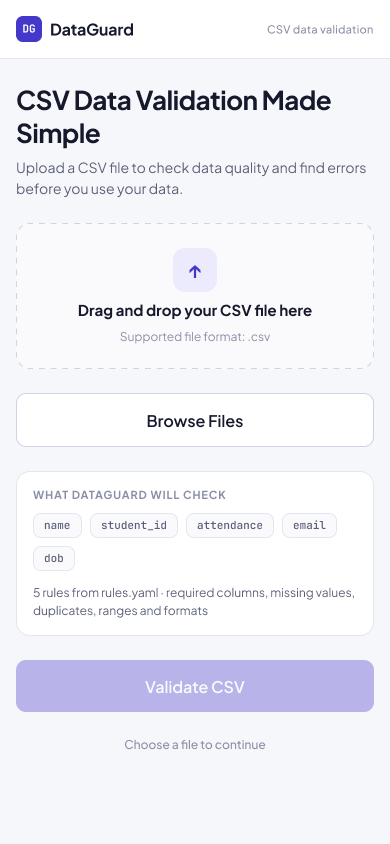 DG DataGuard CSV data validation
CSV Data Validation Made
Simple
Upload a CSV file to check data quality and find errors
before you use your data.
Drag and drop your CSV file here
Supported file format: .csv
Browse Files
WHAT DATAGUARD WILL CHECK
name student_id attendance email
dob
5 rules from rules.yaml · required columns, missing values,
duplicates, ranges and formats
Validate CSV
Choose a file to continue